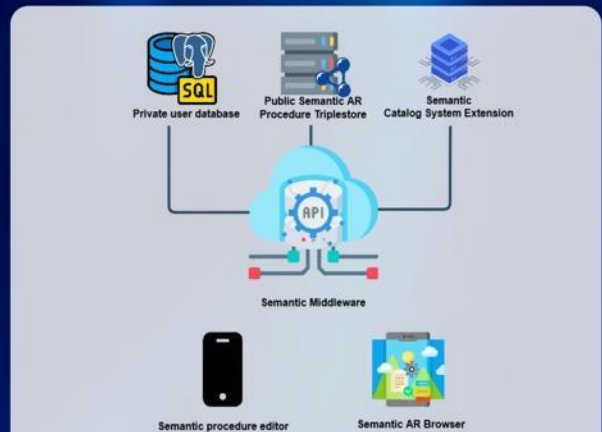 SQL
Private user database
Public Semantic AR
Procedure Triplestore
Semantic
Catalog System Extension
API
Semantic Middleware
Semantic procedure editor
Semantic AR Browser